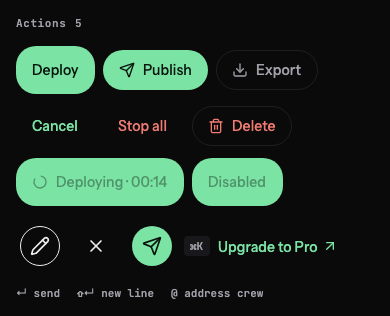 Actions 5
Deploy Publish Export
Cancel Stop all Delete
Deploying · 00:14 Disabled
⌘K Upgrade to Pro ↗
↵ send ⇧↵ new line @ address crew